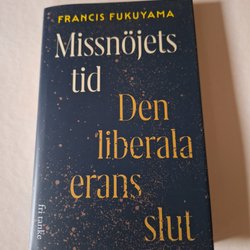 FRANCIS FUKUYAMA
Missnöjets
tid
Den
liberala
erans
slut
fri tanke